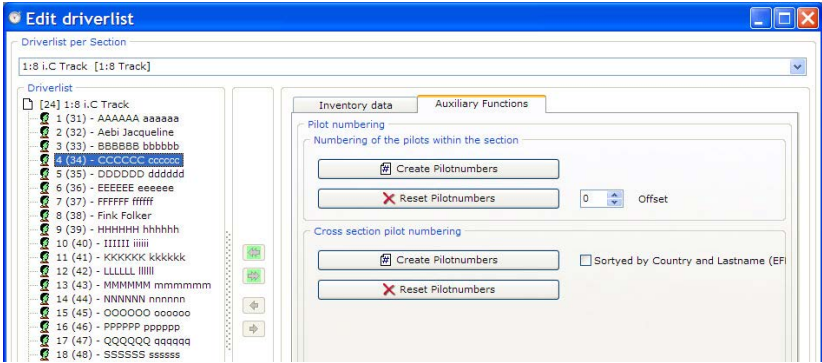 Edit driverlist
Driverlist per Section
1:8 i.C Track [1:8 Track]
Driverlist
[24] 1:8 i.C Track
1 (31) - AAAAAA aaaaaa
2 (32) - Aebi Jacqueline
3 (33) - BBBBBB bbbbbb
4 (34) - CCCCCC cccccc
5 (35) - DDDDDD dddddd
6 (36) - EEEEEE eeeeee
7 (37) - FFFFFF ffffff
8 (38) - Fink Folker
9 (39) - HHHHHH hhhhhh
10 (40) - IIIIII iiiiii
11 (41) - KKKKKK kkkkkk
12 (42) - LLLLLL llllll
13 (43) - MMMMMM mmmmmm
14 (44) - NNNNNN nnnnnn
15 (45) - OOOOOO oooooo
16 (46) - PPPPPP pppppp
17 (47) - QQQQQQ qqqqqq
18 (48) - SSSSSS ssssss
Inventory data
Auxiliary Functions
Pilot numbering
Numbering of the pilots within the section
Create Pilotnumbers
Reset Pilotnumbers
0
Offset
Cross section pilot numbering
Create Pilotnumbers
Sortyed by Country and Lastname (EF
Reset Pilotnumbers